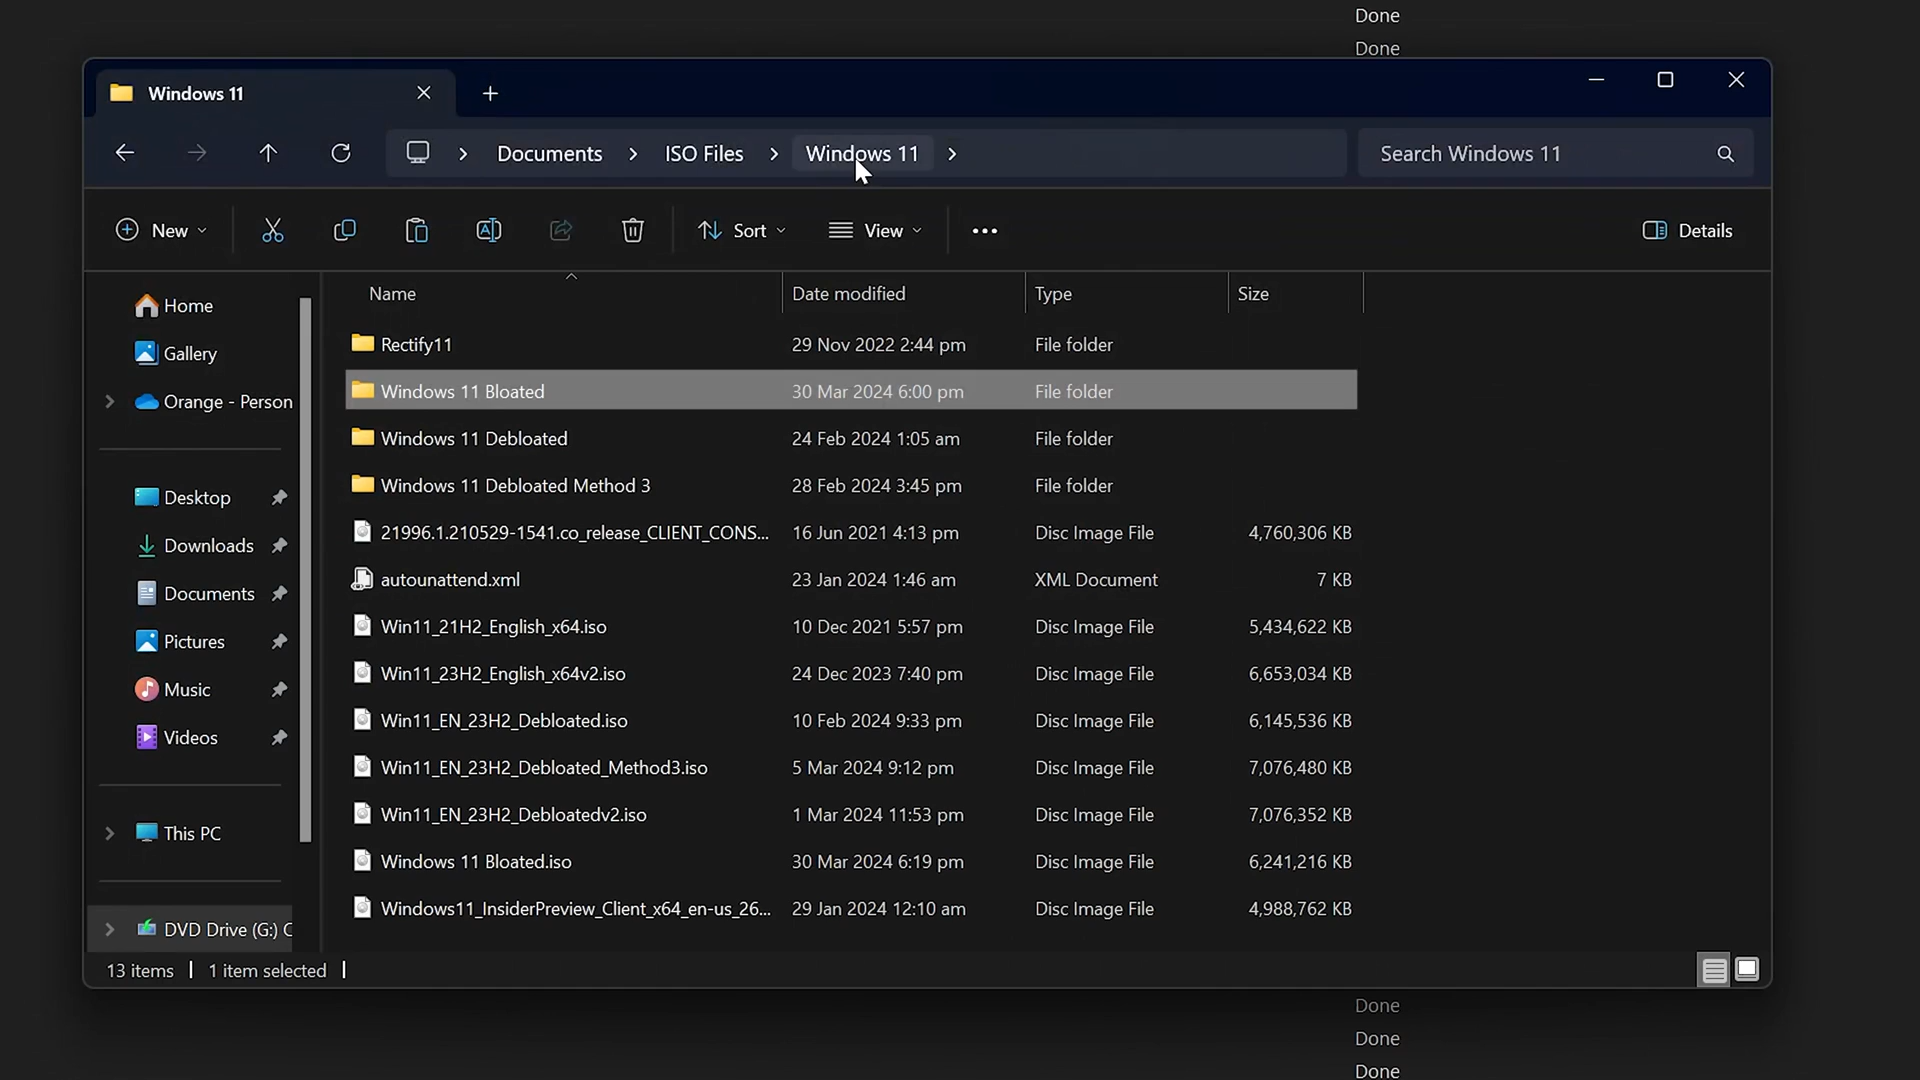 Done
Done
Windows 11
Documents
ISO Files
Windows 11
Search Windows 11
New
Sort
View
Details
Home
Gallery
Orange - Person
Desktop
Downloads
Documents
Pictures
Music
Videos
This PC
DVD Drive (G:) C
Name Date modified Type Size
Rectify11 29 Nov 2022 2:44 pm File folder
Windows 11 Bloated 30 Mar 2024 6:00 pm File folder
Windows 11 Debloated 24 Feb 2024 1:05 am File folder
Windows 11 Debloated Method 3 28 Feb 2024 3:45 pm File folder
21996.1.210529-1541.co_release_CLIENT_CONS... 16 Jun 2021 4:13 pm Disc Image File 4,760,306 KB
autounattend.xml 23 Jan 2024 1:46 am XML Document 7 KB
Win11_21H2_English_x64.iso 10 Dec 2021 5:57 pm Disc Image File 5,434,622 KB
Win11_23H2_English_x64v2.iso 24 Dec 2023 7:40 pm Disc Image File 6,653,034 KB
Win11_EN_23H2_Debloated.iso 10 Feb 2024 9:33 pm Disc Image File 6,145,536 KB
Win11_EN_23H2_Debloated_Method3.iso 5 Mar 2024 9:12 pm Disc Image File 7,076,480 KB
Win11_EN_23H2_Debloatedv2.iso 1 Mar 2024 11:53 pm Disc Image File 7,076,352 KB
Windows 11 Bloated.iso 30 Mar 2024 6:19 pm Disc Image File 6,241,216 KB
Windows11_InsiderPreview_Client_x64_en-us_26... 29 Jan 2024 12:10 am Disc Image File 4,988,762 KB
13 items 1 item selected
Done
Done
Done